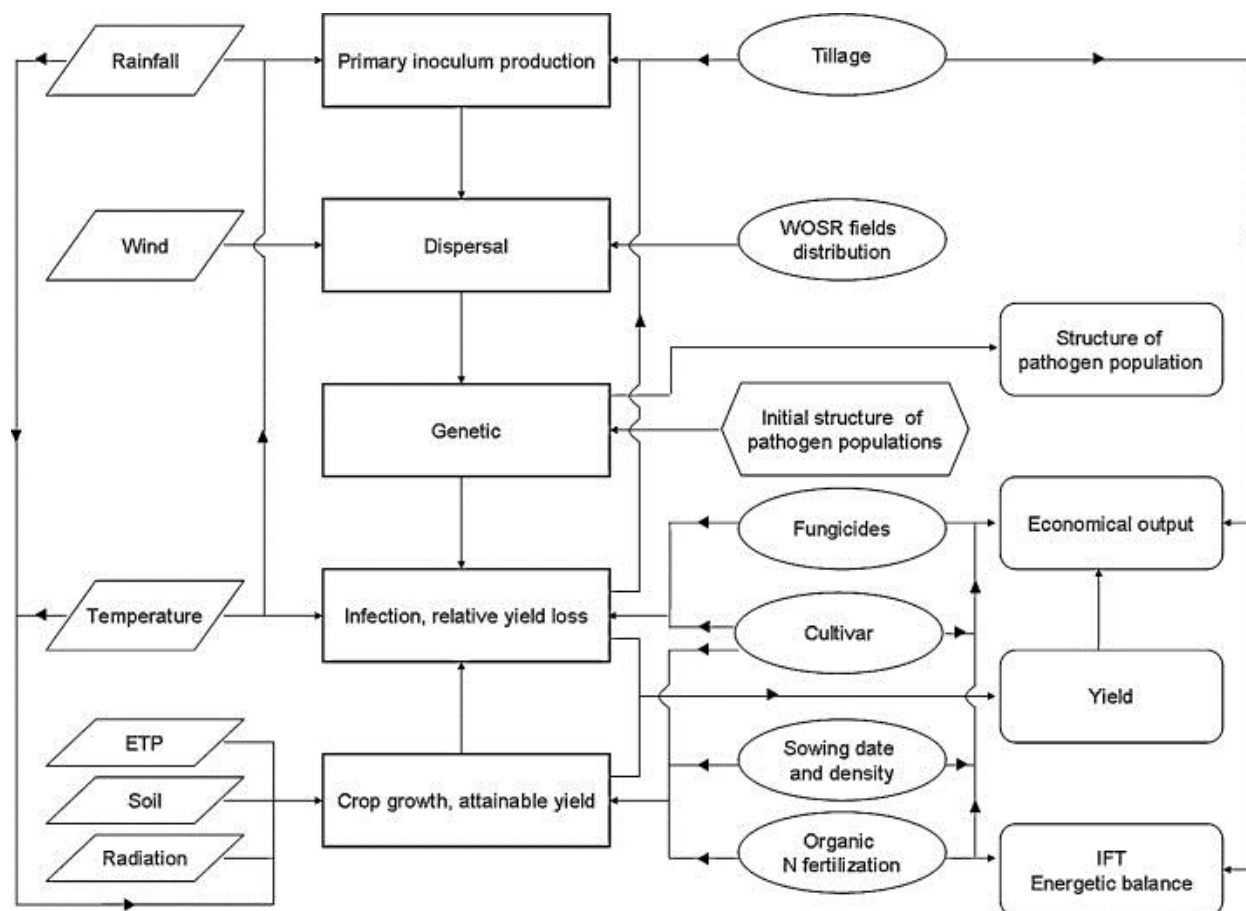 Rainfall
Primary inoculum production
Tillage
Wind
Dispersal
WOSR fields
distribution
Structure of
pathogen population
Genetic
Initial structure of
pathogen populations
Fungicides
Economical output
Temperature
Infection, relative yield loss
Cultivar
Yield
ETP
Sowing date
and density
Soil
Crop growth, attainable yield
Radiation
Organic
N fertilization
IFT
Energetic balance